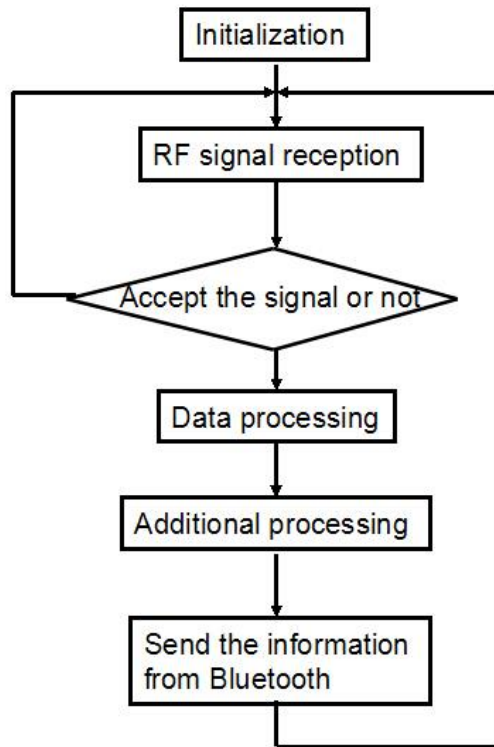 Initialization
RF signal reception
Accept the signal or not
Data processing
Additional processing
Send the information
from Bluetooth